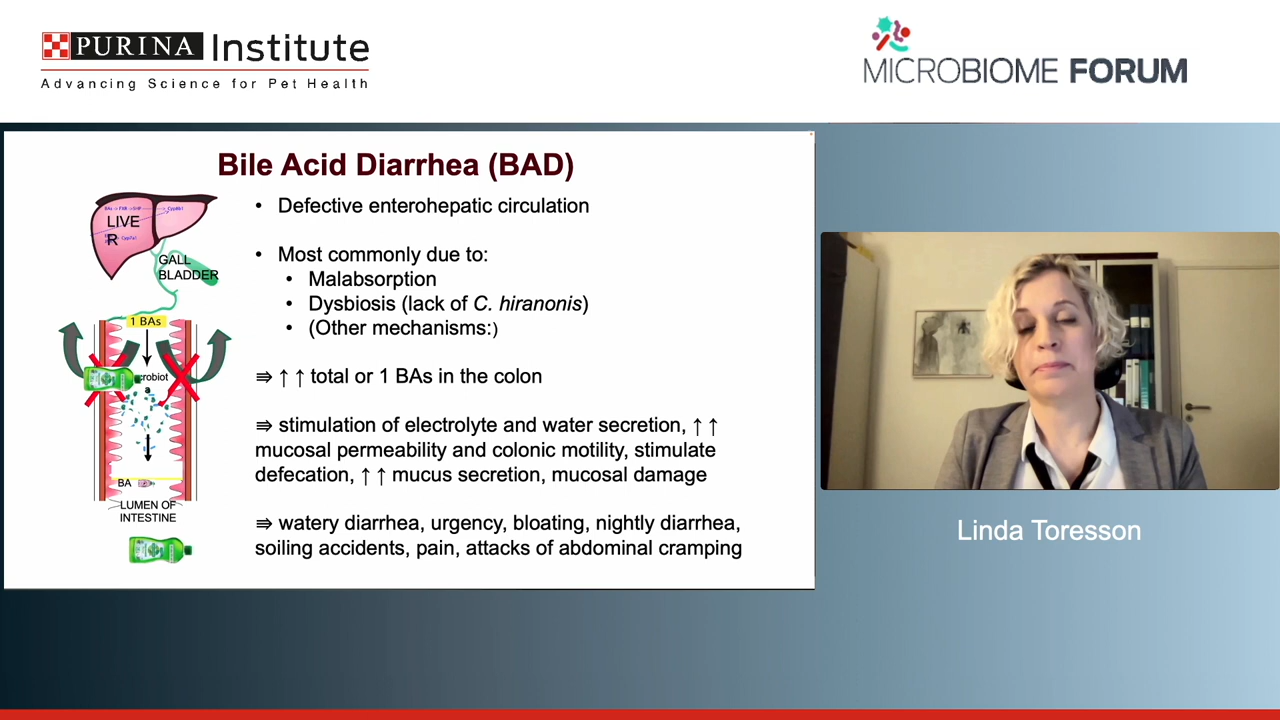 PURINA Institute
Advancing Science for Pet Health
MICROBIOME FORUM
Bile Acid Diarrhea (BAD)
• Defective enterohepatic circulation
• Most commonly due to:
• Malabsorption
• Dysbiosis (lack of C. hiranonis)
• (Other mechanisms:)
⇛ ↑ ↑ total or 1 BAs in the colon
⇛ stimulation of electrolyte and water secretion, ↑ ↑
mucosal permeability and colonic motility, stimulate
defecation, ↑ ↑ mucus secretion, mucosal damage
⇛ watery diarrhea, urgency, bloating, nightly diarrhea,
soiling accidents, pain, attacks of abdominal cramping
LIVE
R
GALL
BLADDER
1 BAs
robiot
a
BA
LUMEN OF
INTESTINE
Linda Toresson